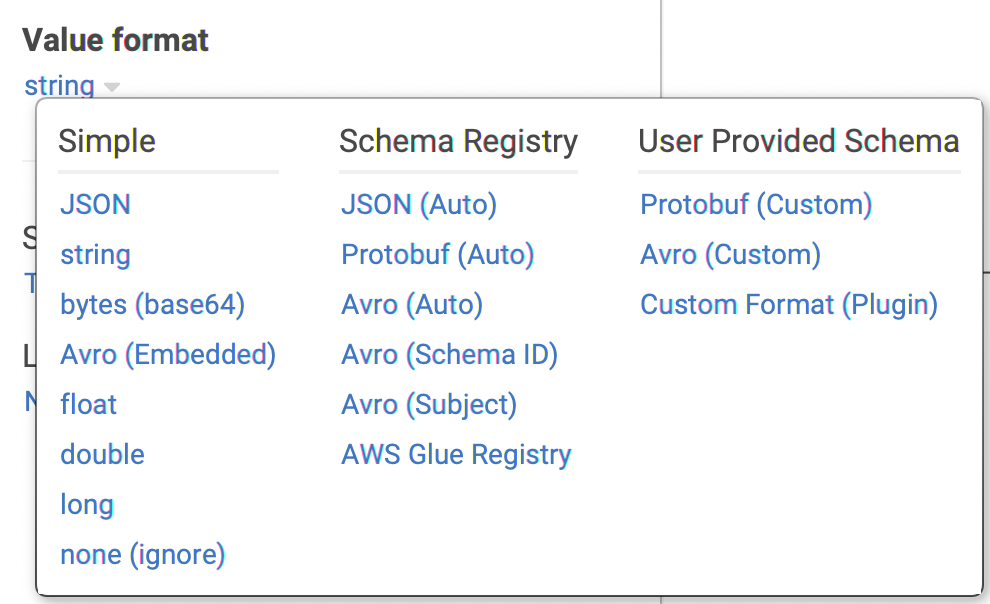 Value format
string
Simple
JSON
string
bytes (base64)
Avro (Embedded)
float
double
long
none (ignore)
Schema Registry
JSON (Auto)
Protobuf (Auto)
Avro (Auto)
Avro (Schema ID)
Avro (Subject)
AWS Glue Registry
User Provided Schema
Protobuf (Custom)
Avro (Custom)
Custom Format (Plugin)